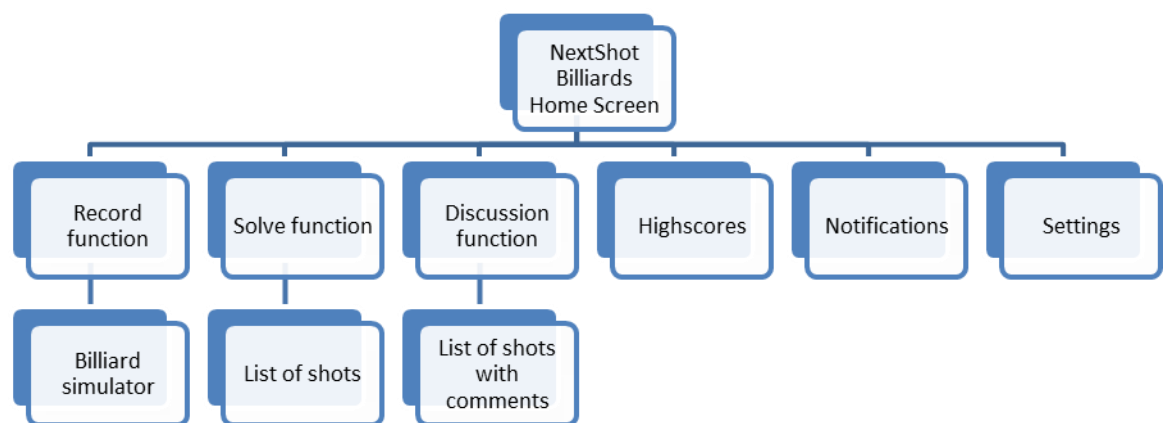 NextShot
Billiards
Home Screen
Record
function
Solve function
Discussion
function
Highscores
Notifications
Settings
Billiard
simulator
List of shots
List of shots
with
comments